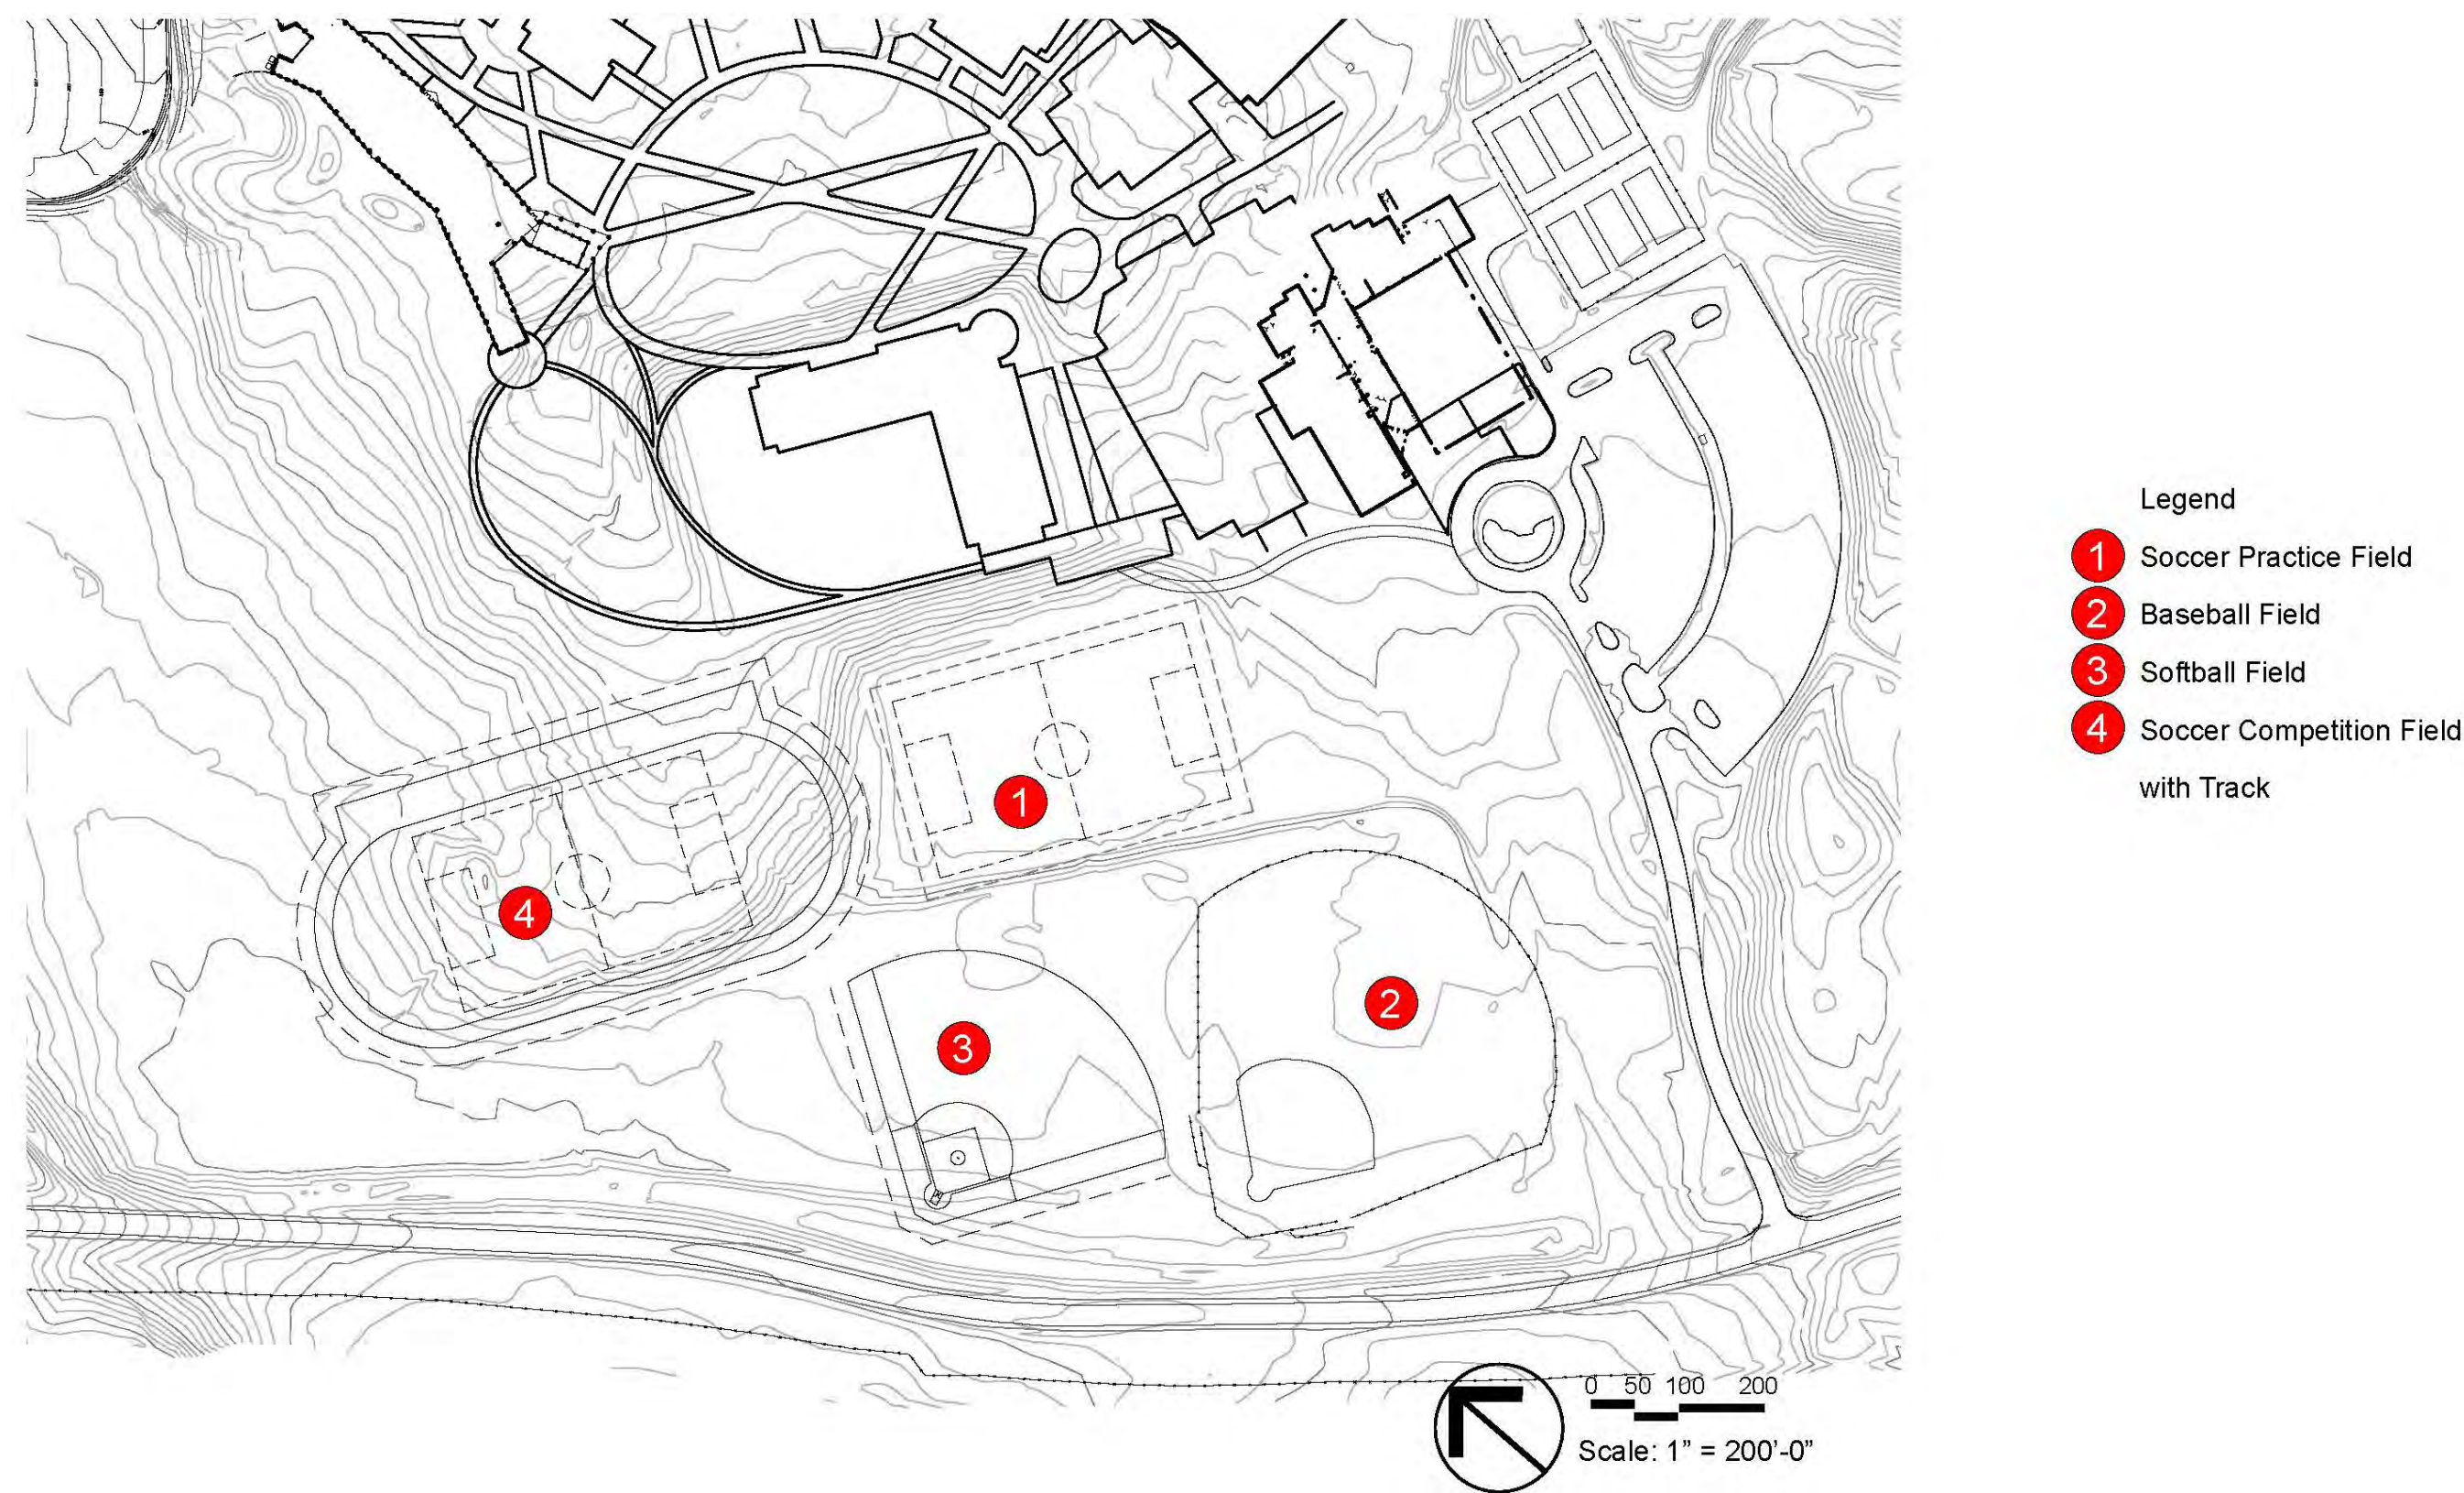 Legend
1 Soccer Practice Field
2 Baseball Field
3 Softball Field
4 Soccer Competition Field
with Track
1
4
2
3
0 50 100 200
Scale: 1” = 200’-0”